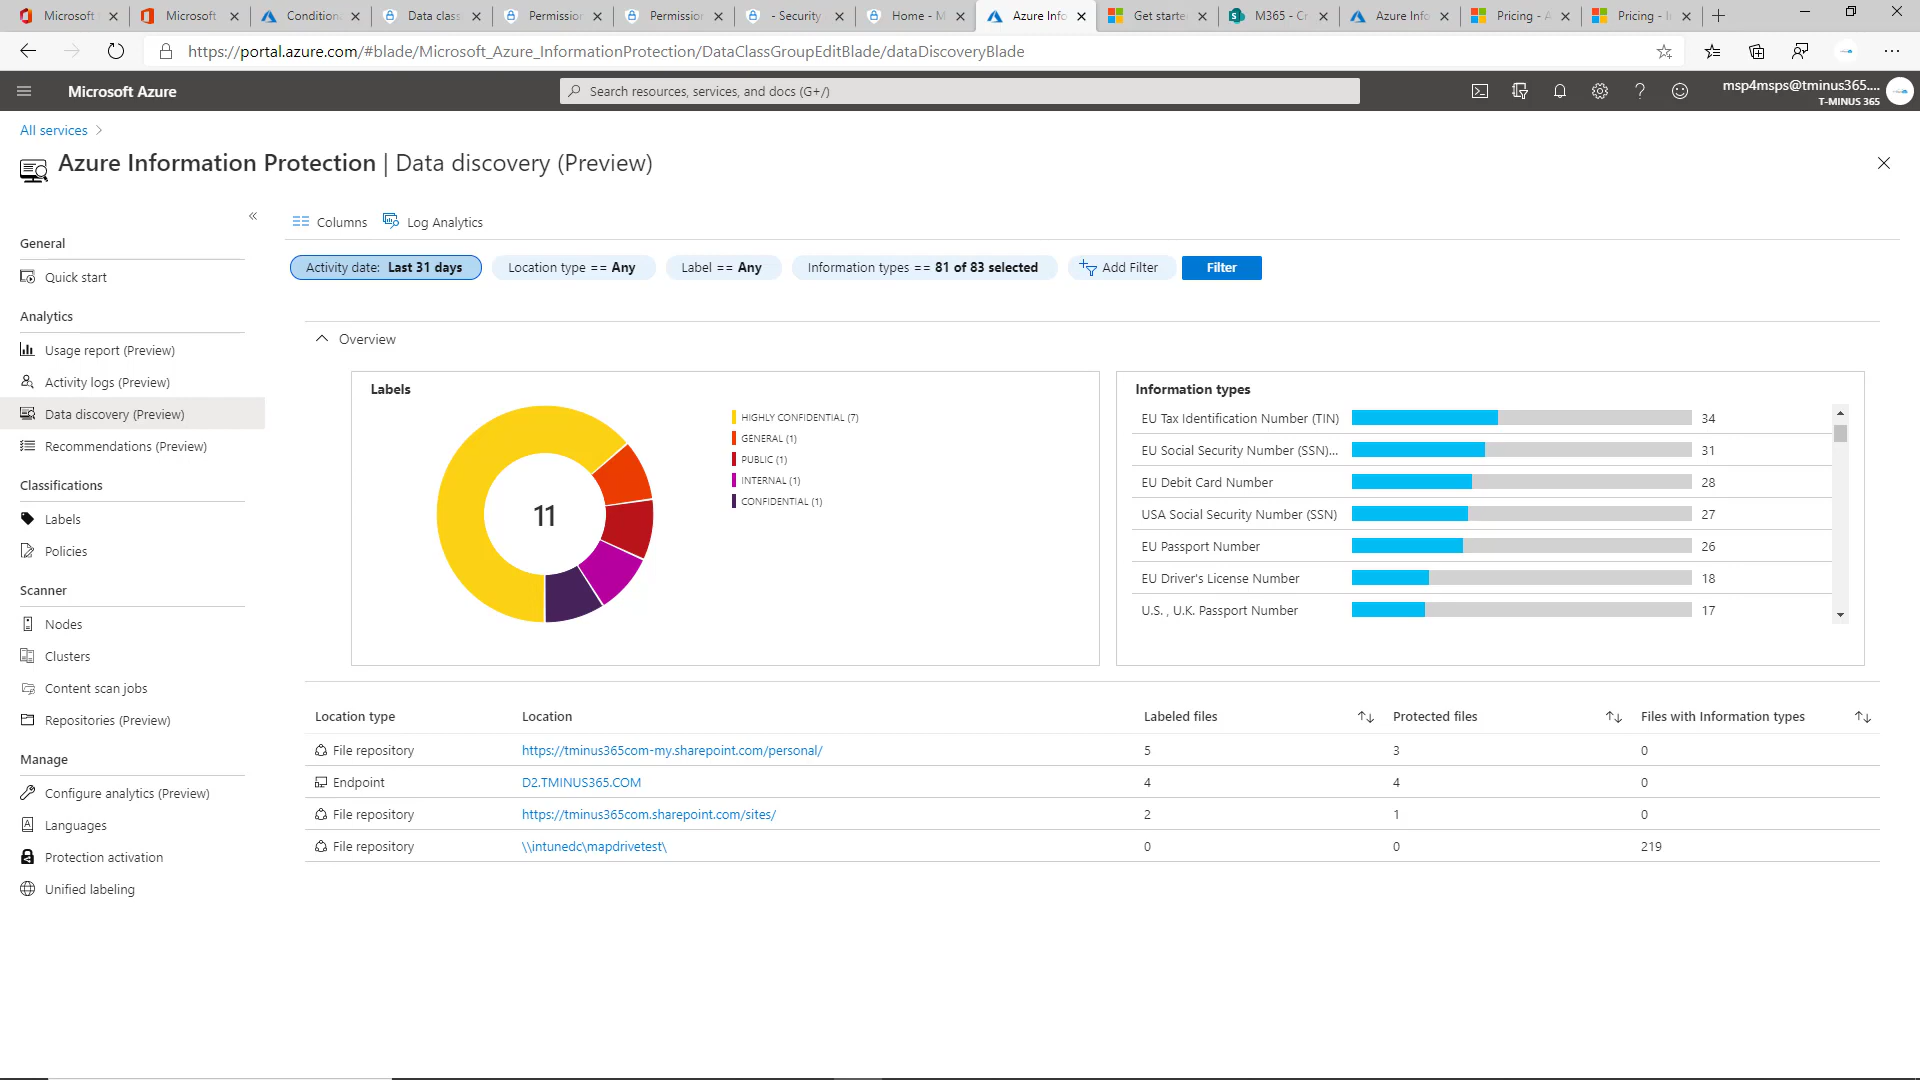 Microsoft
Microsoft
Condition
Data class
Permission
Permission
- Security
Home - M
Azure Info
Get starte
M365 - Cr
Azure Info
Pricing - A
Pricing - I
https://portal.azure.com/#blade/Microsoft_Azure_InformationProtection/DataClassGroupEditBlade/dataDiscoveryBlade
Microsoft Azure
Search resources, services, and docs (G+/)
msp4msps@tminus365....
T-MINUS 365
All services
Azure Information Protection | Data discovery (Preview)
General
Quick start
Analytics
Usage report (Preview)
Activity logs (Preview)
Data discovery (Preview)
Recommendations (Preview)
Classifications
Labels
Policies
Scanner
Nodes
Clusters
Content scan jobs
Repositories (Preview)
Manage
Configure analytics (Preview)
Languages
Protection activation
Unified labeling
Columns Log Analytics
Activity date: Last 31 days Location type == Any Label == Any Information types == 81 of 83 selected Add Filter Filter
Overview
Labels
11
HIGHLY CONFIDENTIAL (7)
GENERAL (1)
PUBLIC (1)
INTERNAL (1)
CONFIDENTIAL (1)
Information types
EU Tax Identification Number (TIN) 34
EU Social Security Number (SSN)... 31
EU Debit Card Number 28
USA Social Security Number (SSN) 27
EU Passport Number 26
EU Driver's License Number 18
U.S. , U.K. Passport Number 17
Location type Location Labeled files Protected files Files with Information types
File repository https://tminus365com-my.sharepoint.com/personal/ 5 3 0
Endpoint D2.TMINUS365.COM 4 4 0
File repository https://tminus365com.sharepoint.com/sites/ 2 1 0
File repository \\intunedc\mapdrivetest\ 0 0 219